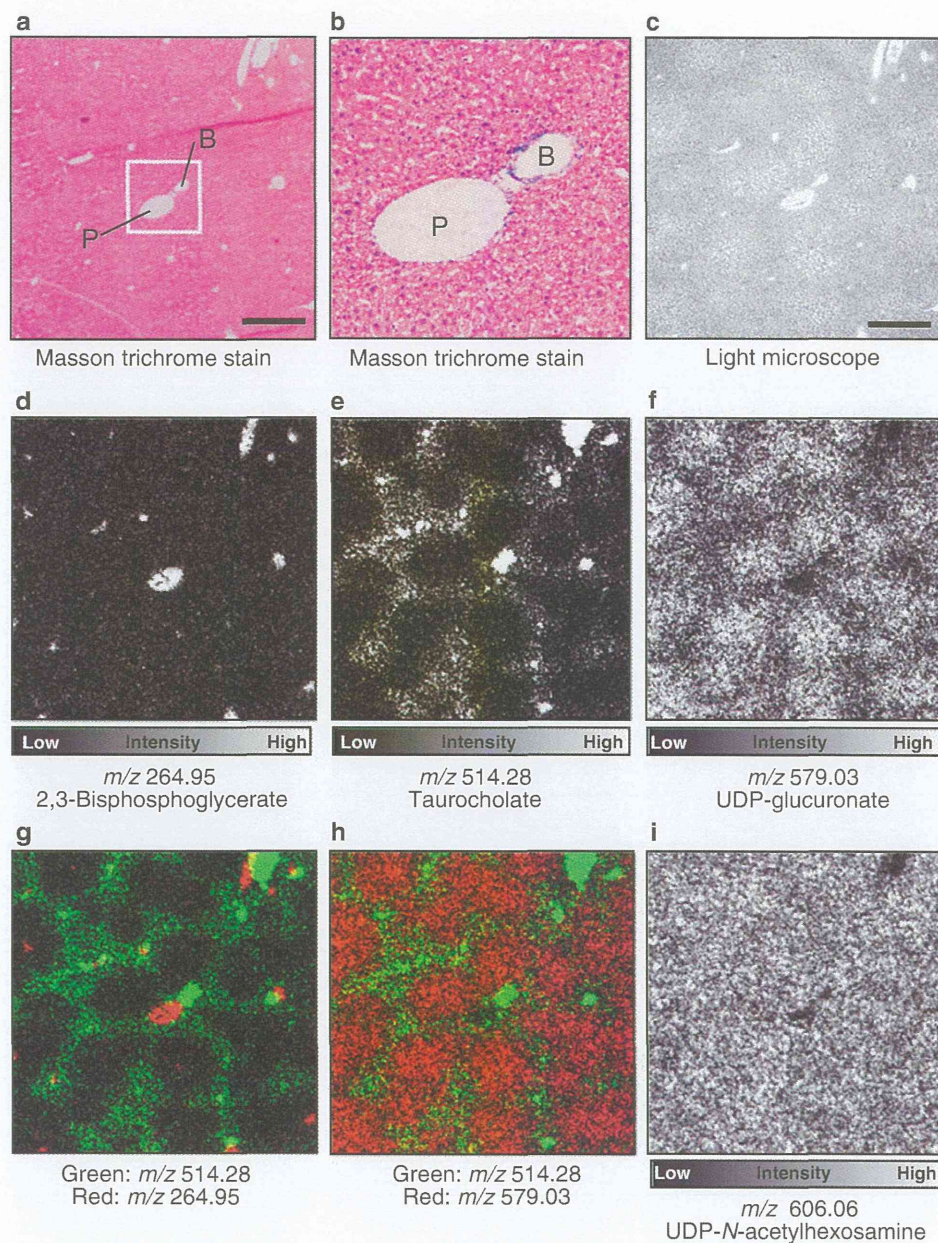 a
b
c
B
P
B
P
Masson trichrome stain
Masson trichrome stain
Light microscope
d
e
f
Low Intensity High
Low Intensity High
Low Intensity High
m/z 264.95
2,3-Bisphosphoglycerate
m/z 514.28
Taurocholate
m/z 579.03
UDP-glucuronate
g
h
i
Green: m/z 514.28
Red: m/z 264.95
Green: m/z 514.28
Red: m/z 579.03
Low Intensity High
m/z 606.06
UDP-N-acetylhexosamine